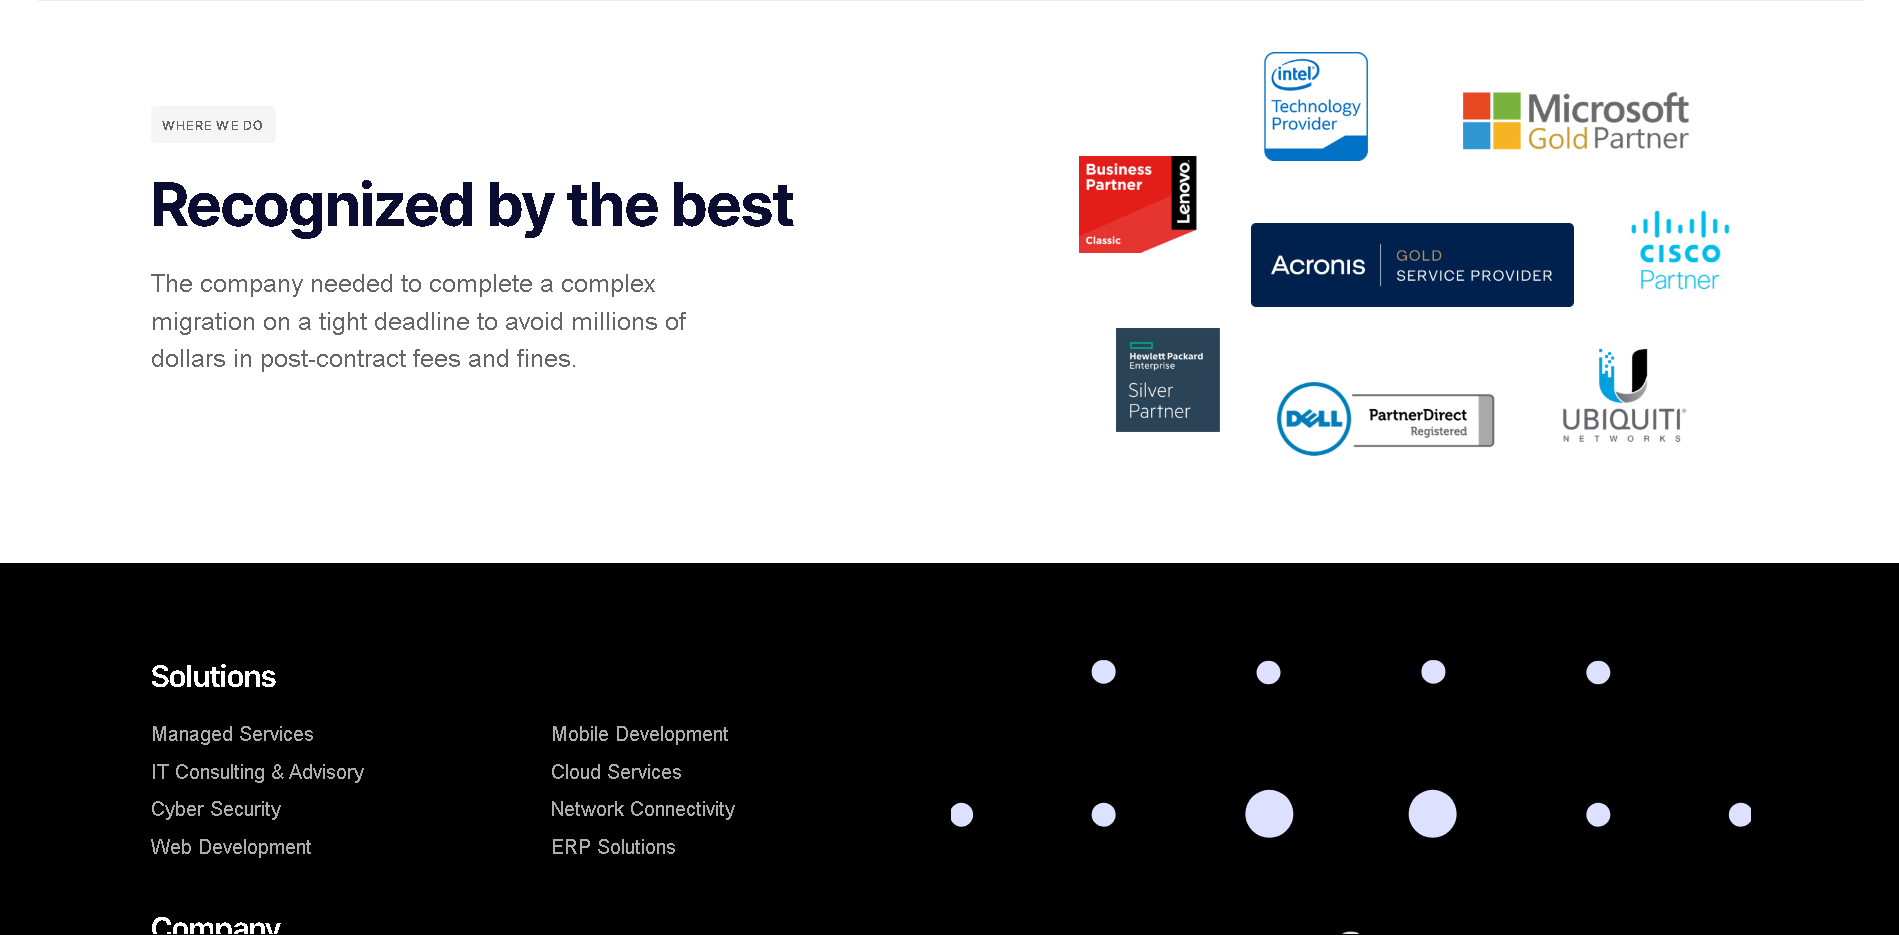 WHERE WE DO
Recognized by the best
The company needed to complete a complex
migration on a tight deadline to avoid millions of
dollars in post-contract fees and fines.
intel
Technology
Provider
Microsoft
Gold Partner
Business
Partner
Lenovo
Classic
Acronis
GOLD
SERVICE PROVIDER
CISCO
Partner
Hewlett Packard
Enterprise
Silver
Partner
DELL
PartnerDirect
Registered
UBIQUITI
NETWORKS
Solutions
Managed Services
IT Consulting & Advisory
Cyber Security
Web Development
Mobile Development
Cloud Services
Network Connectivity
ERP Solutions
Company